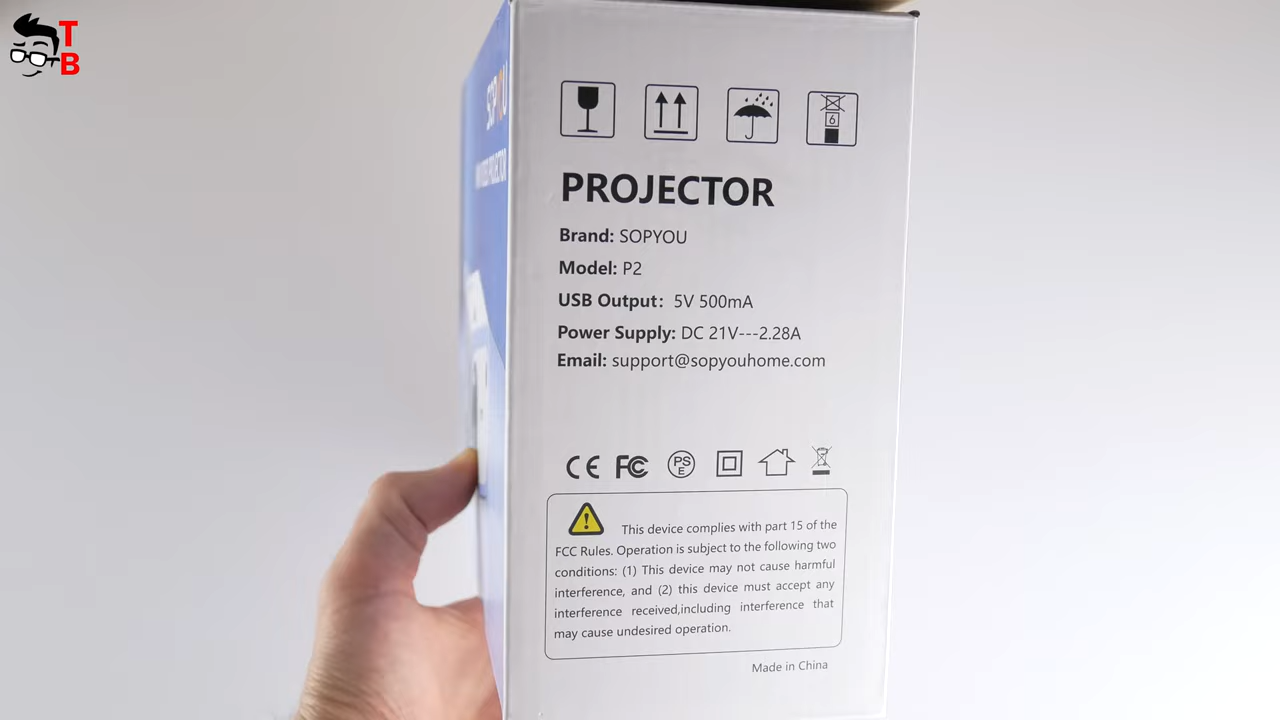 TB
SOPYOU
6
PROJECTOR
Brand: SOPYOU
Model: P2
USB Output: 5V 500mA
Power Supply: DC 21V---2.28A
Email: support@sopyouhome.com
CE FC PSE
This device complies with part 15 of the
FCC Rules. Operation is subject to the following two
conditions: (1) This device may not cause harmful
interference, and (2) this device must accept any
interference received,including interference that
may cause undesired operation.
Made in China